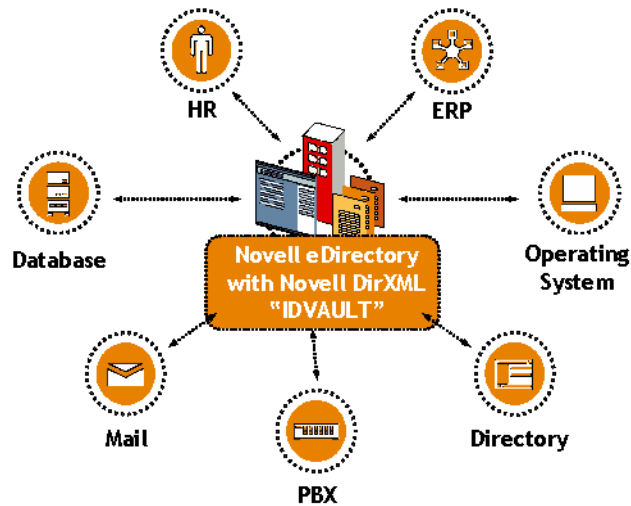 HR
ERP
Database
Operating
System
Novell eDirectory
with Novell DirXML
"IDVAULT"
Mail
Directory
PBX